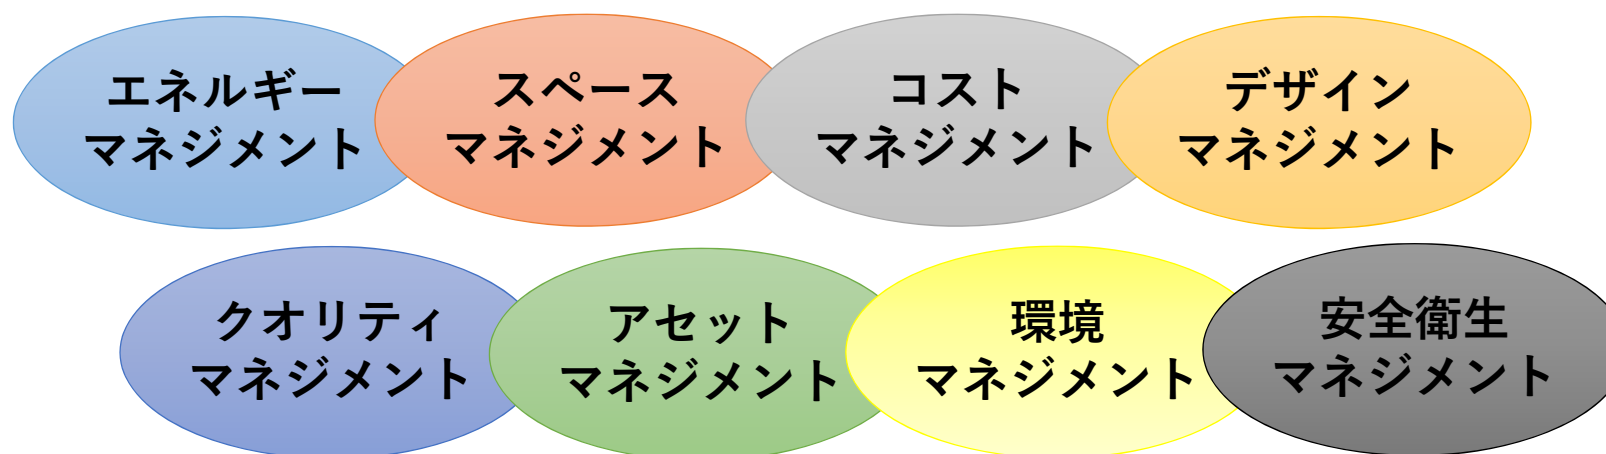 エネルギー
マネジメント
スペース
マネジメント
コスト
マネジメント
デザイン
マネジメント
クオリティ
マネジメント
アセット
マネジメント
環境
マネジメント
安全衛生
マネジメント